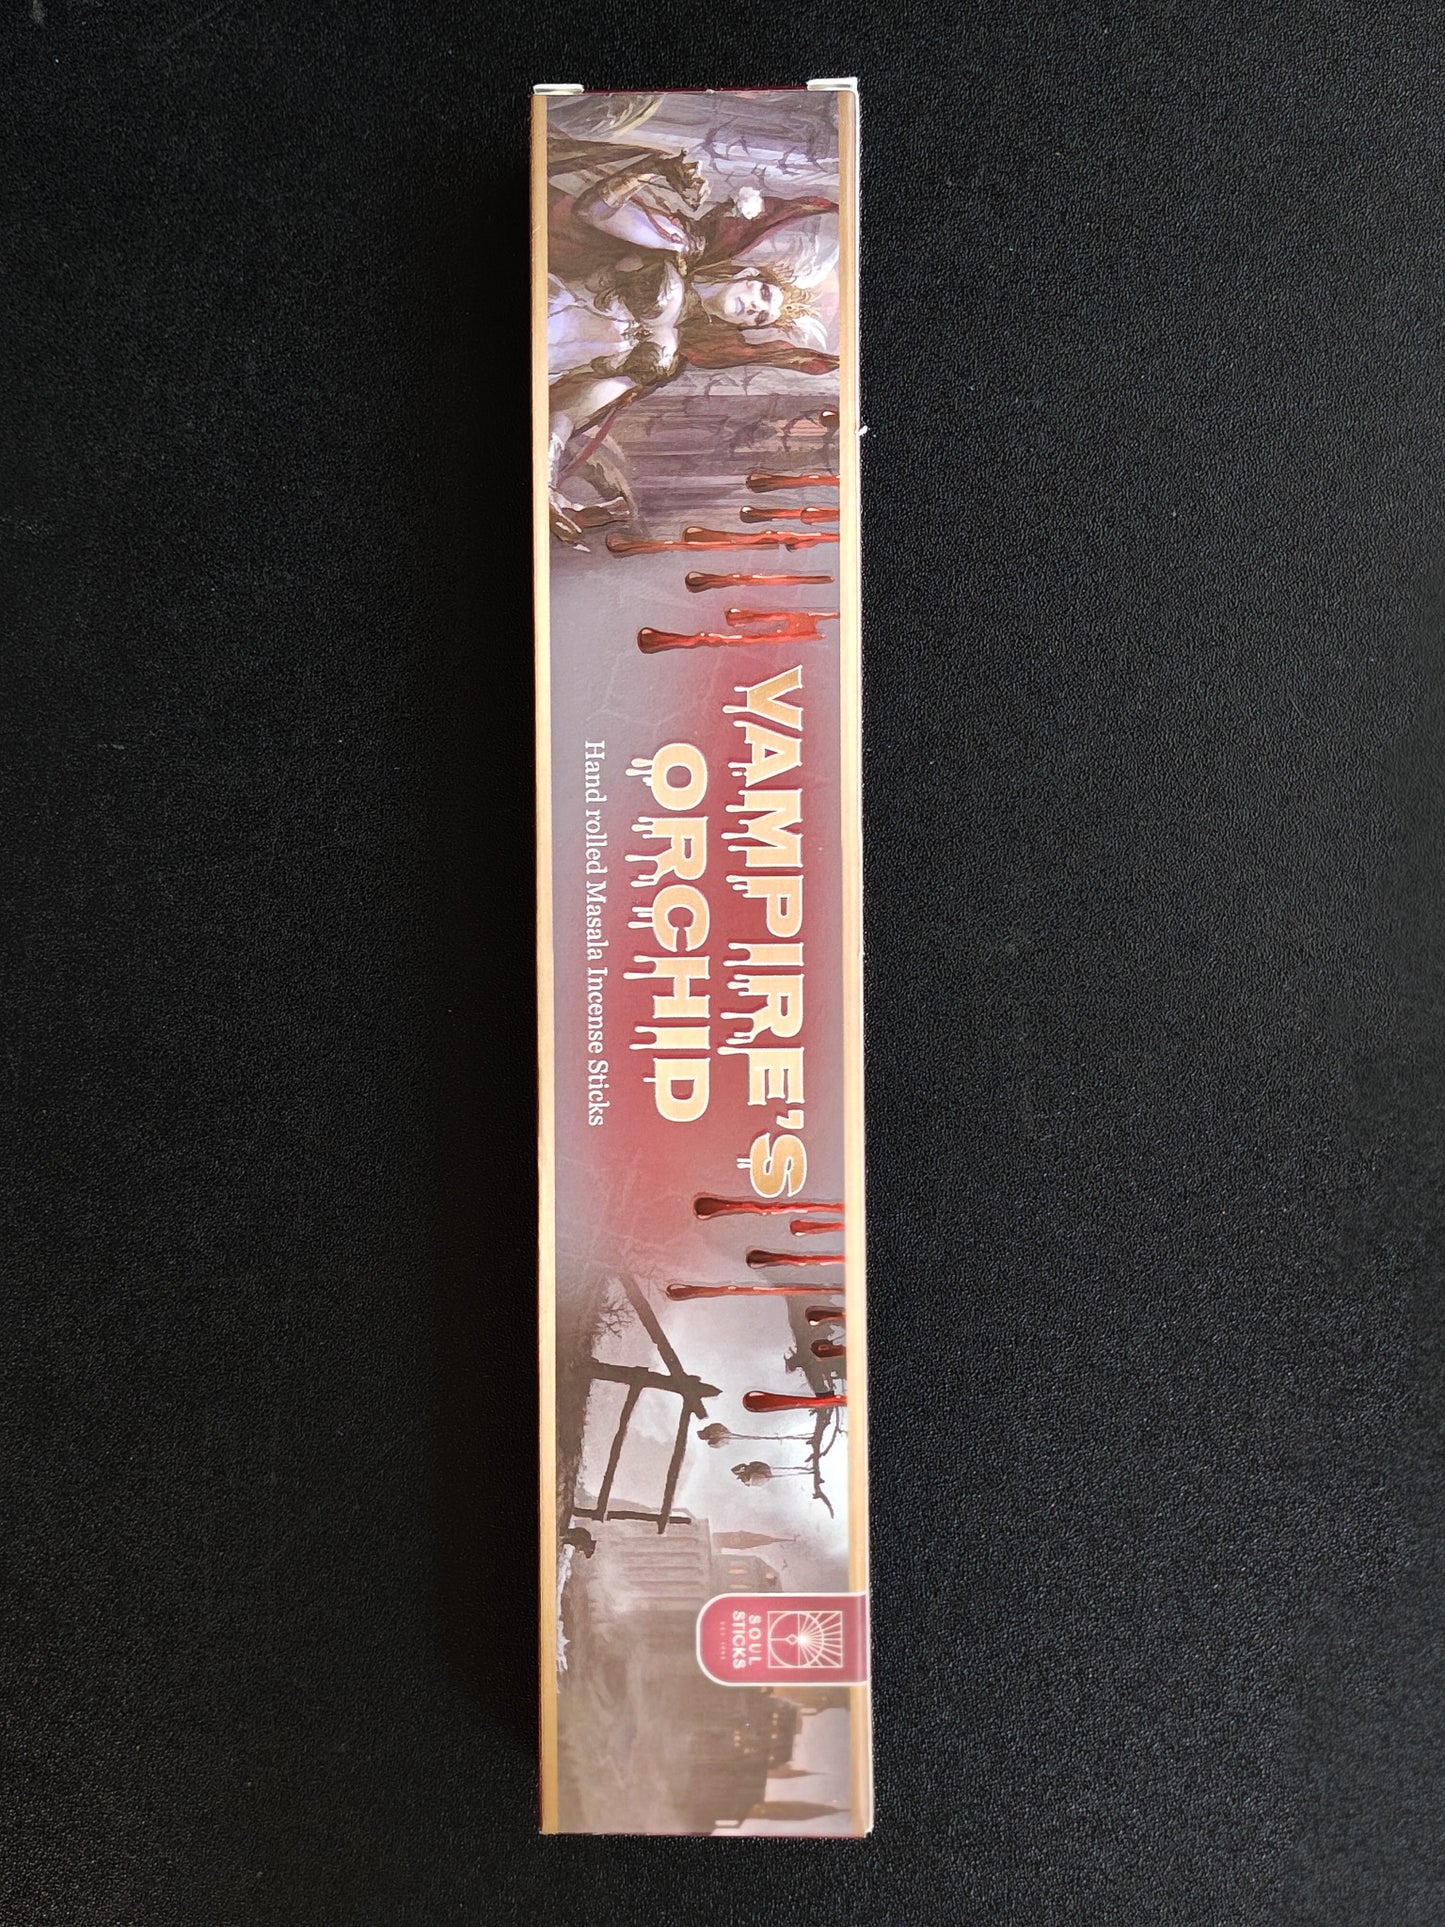 VAMPIRE'S
ORCHID
Hand rolled Masala Incense Sticks
SOUL
STICKS